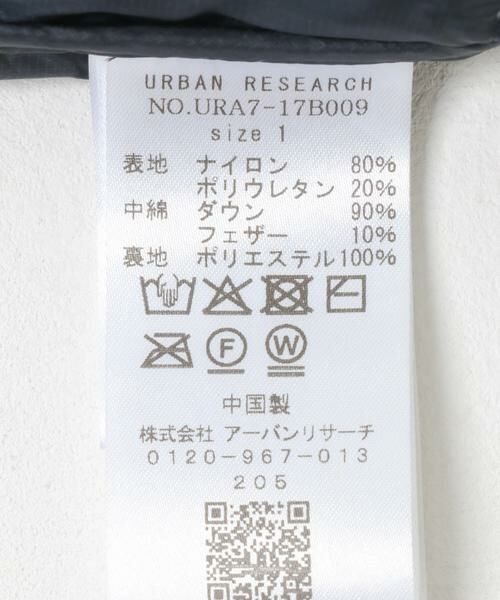 URBAN RESEARCH
NO.URA7-17B009
size 1
表地 ナイロン 80%
ポリウレタン 20%
中綿 ダウン 90%
フェザー 10%
裏地 ポリエステル 100%
F W
中国製
株式会社 アーバンリサーチ
0120-967-013
205